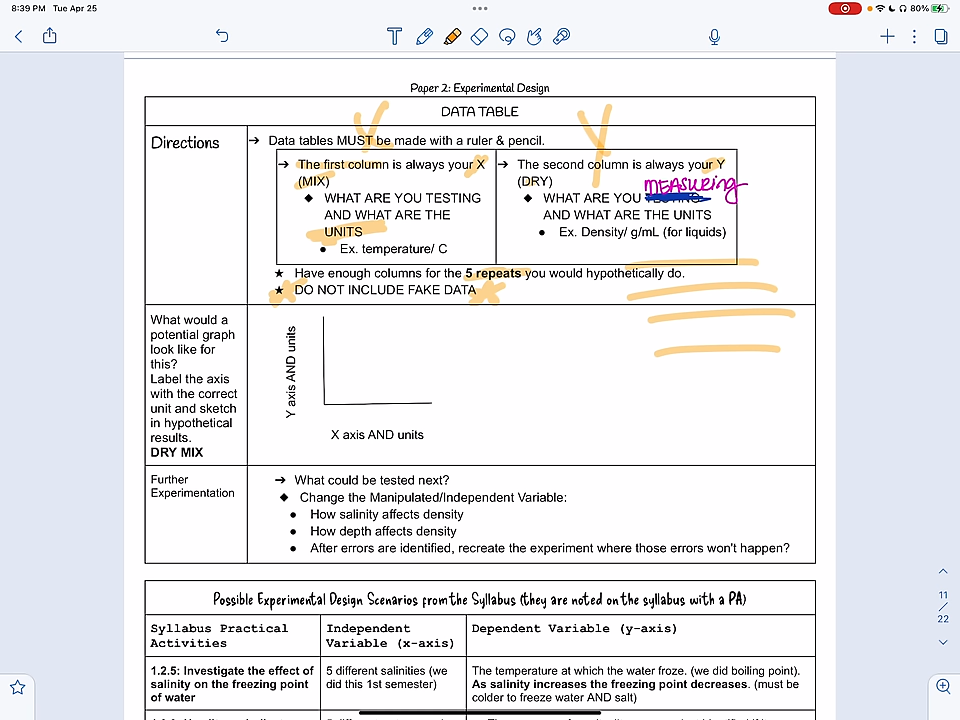 8:39 PM Tue Apr 25
80%
Paper 2: Experimental Design
DATA TABLE
Directions
→ Data tables MUST be made with a ruler & pencil.
X
Y
→ The first column is always your X
(MIX)
◆ WHAT ARE YOU TESTING
AND WHAT ARE THE
UNITS
● Ex. temperature/ C
→ The second column is always your Y
(DRY)
MEASURING
◆ WHAT ARE YOU
AND WHAT ARE THE UNITS
● Ex. Density/ g/mL (for liquids)
★ Have enough columns for the 5 repeats you would hypothetically do.
★ DO NOT INCLUDE FAKE DATA
What would a
potential graph
look like for
this?
Label the axis
with the correct
unit and sketch
in hypothetical
results.
DRY MIX
Y axis AND units
X axis AND units
Further
Experimentation
→ What could be tested next?
◆ Change the Manipulated/Independent Variable:
● How salinity affects density
● How depth affects density
● After errors are identified, recreate the experiment where those errors won't happen?
11
/
22
Possible Experimental Design Scenarios from the Syllabus (they are noted on the syllabus with a PA)
Syllabus Practical
Activities
Independent
Variable (x-axis)
Dependent Variable (y-axis)
1.2.5: Investigate the effect of
salinity on the freezing point
of water
5 different salinities (we
did this 1st semester)
The temperature at which the water froze. (we did boiling point).
As salinity increases the freezing point decreases. (must be
colder to freeze water AND salt)